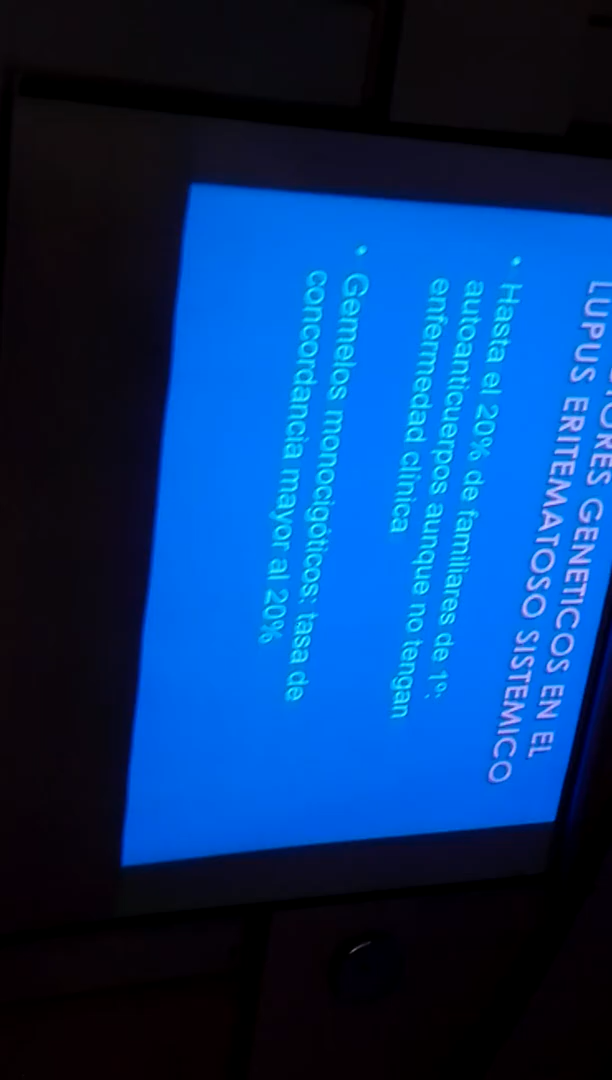 GENETICOS EN EL
LUPUS ERITEMATOSO SISTEMICO
• Hasta el 20% de familiares de 1º:
autoanticuerpos aunque no tengan
enfermedad clínica
• Gemelos monocigóticos: tasa de
concordancia mayor al 20%